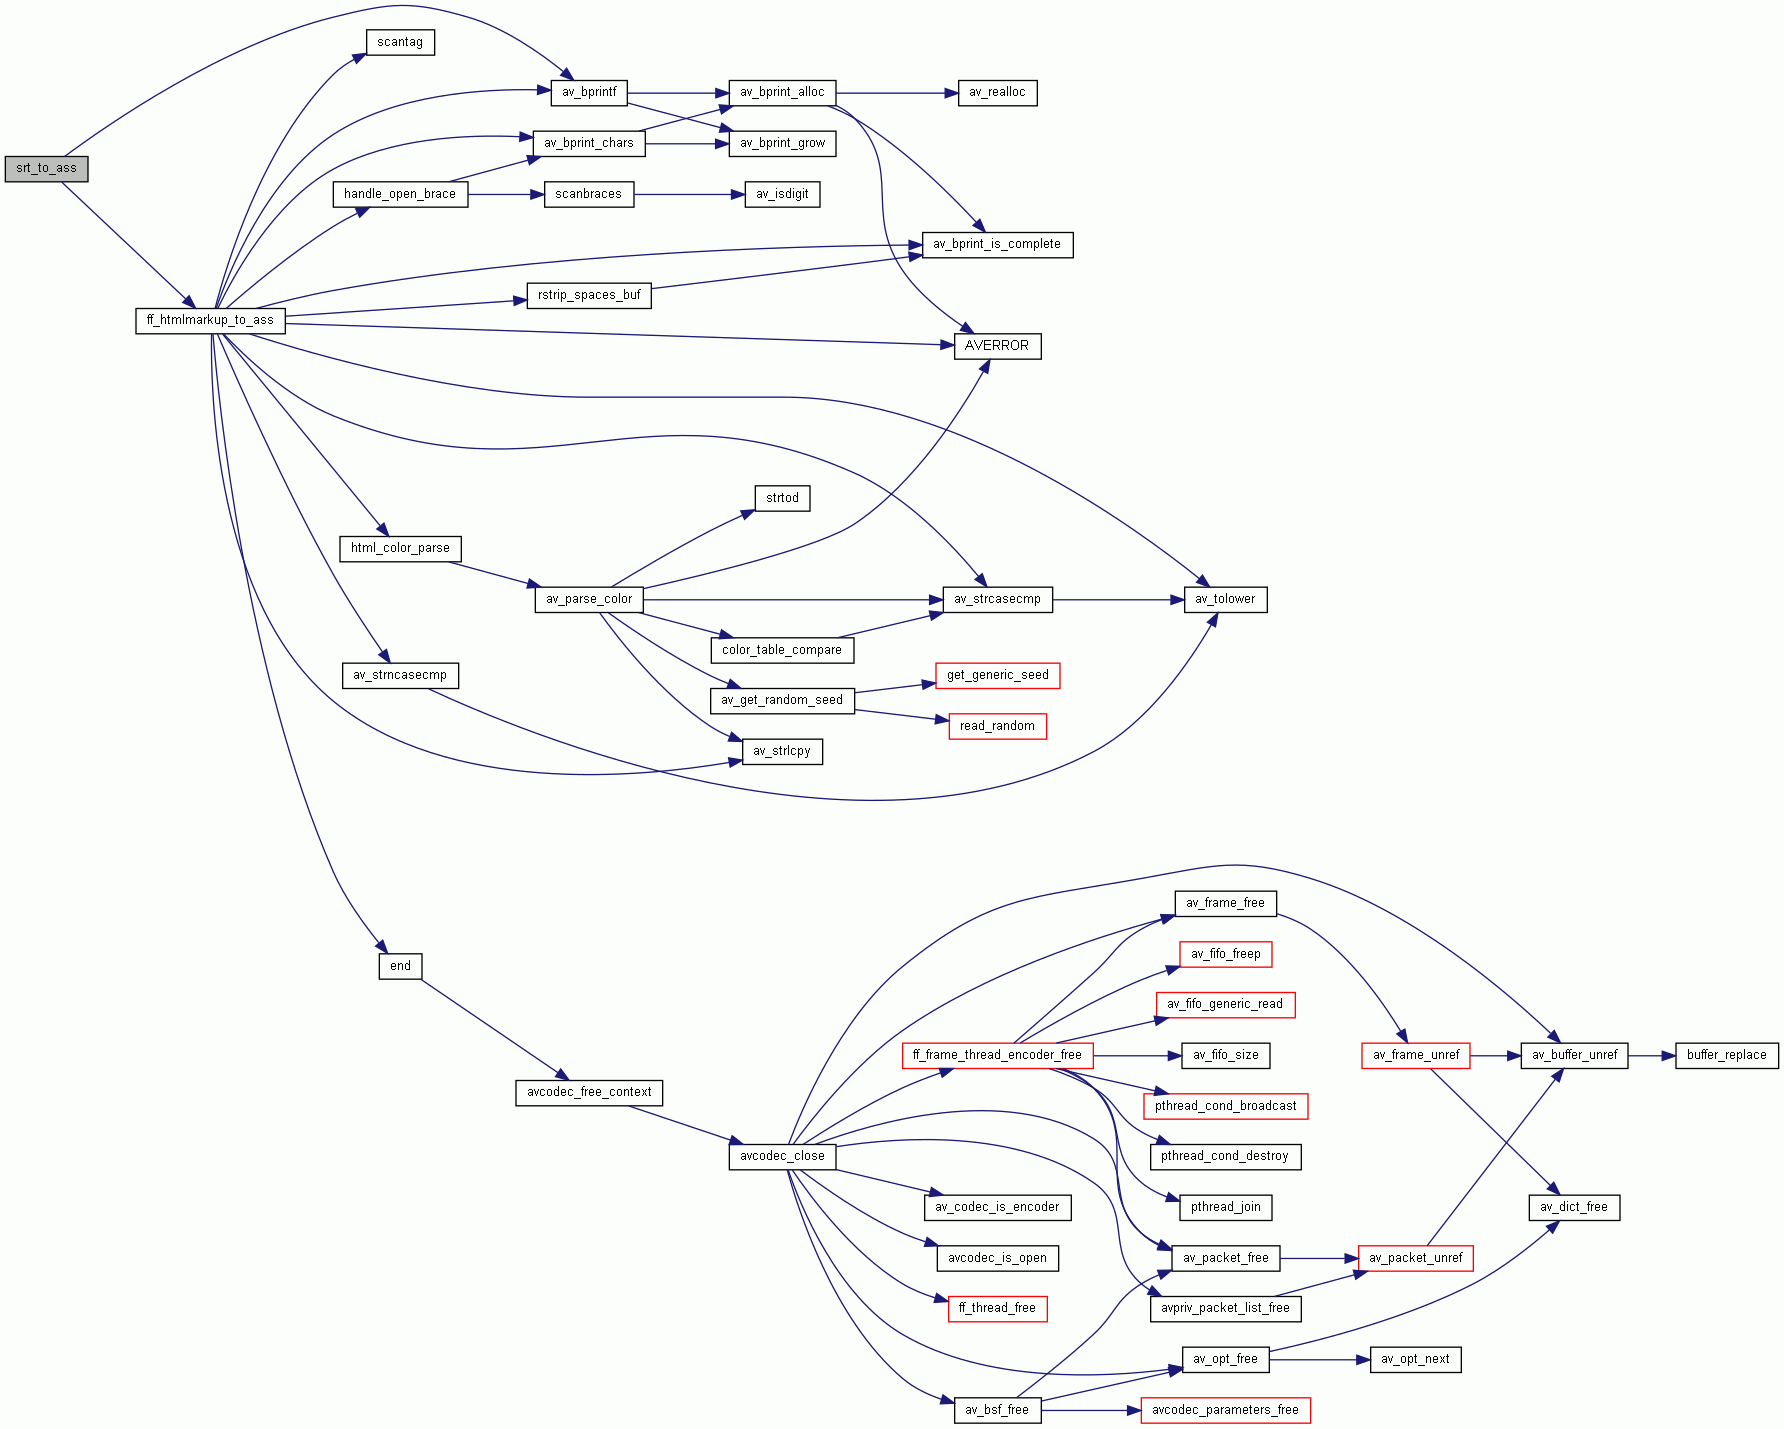 scantag
av_bprintf
av_bprint_alloc
av_realloc
av_bprint_chars
av_bprint_grow
srt_to_ass
handle_open_brace
scanbraces
av_isdigit
av_bprint_is_complete
rstrip_spaces_buf
ff_htmlmarkup_to_ass
AVERROR
strtod
html_color_parse
av_parse_color
av_strcasecmp
av_tolower
color_table_compare
av_strncasecmp
get_generic_seed
av_get_random_seed
read_random
av_strlcpy
av_frame_free
end
av_fifo_freep
av_fifo_generic_read
ff_frame_thread_encoder_free
av_fifo_size
av_frame_unref
av_buffer_unref
buffer_replace
avcodec_free_context
pthread_cond_broadcast
avcodec_close
pthread_cond_destroy
av_codec_is_encoder
pthread_join
av_dict_free
avcodec_is_open
av_packet_free
av_packet_unref
ff_thread_free
avpriv_packet_list_free
av_opt_free
av_opt_next
av_bsf_free
avcodec_parameters_free